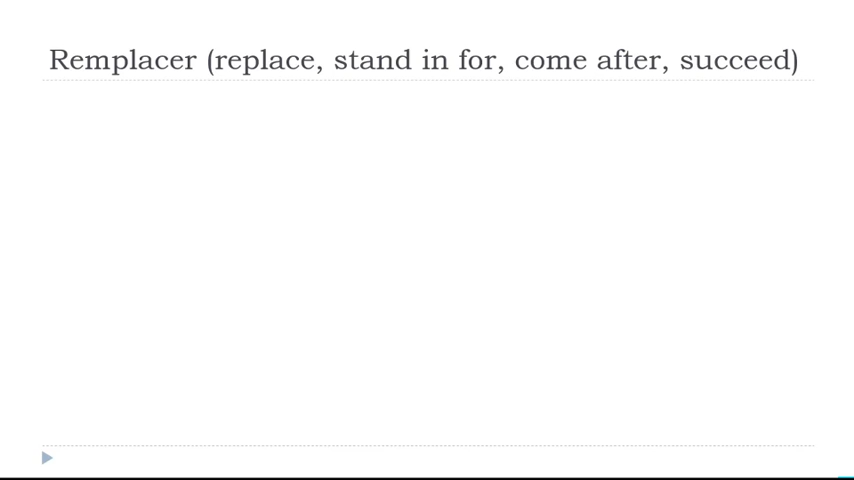 Remplacer (replace, stand in for, come after, succeed)